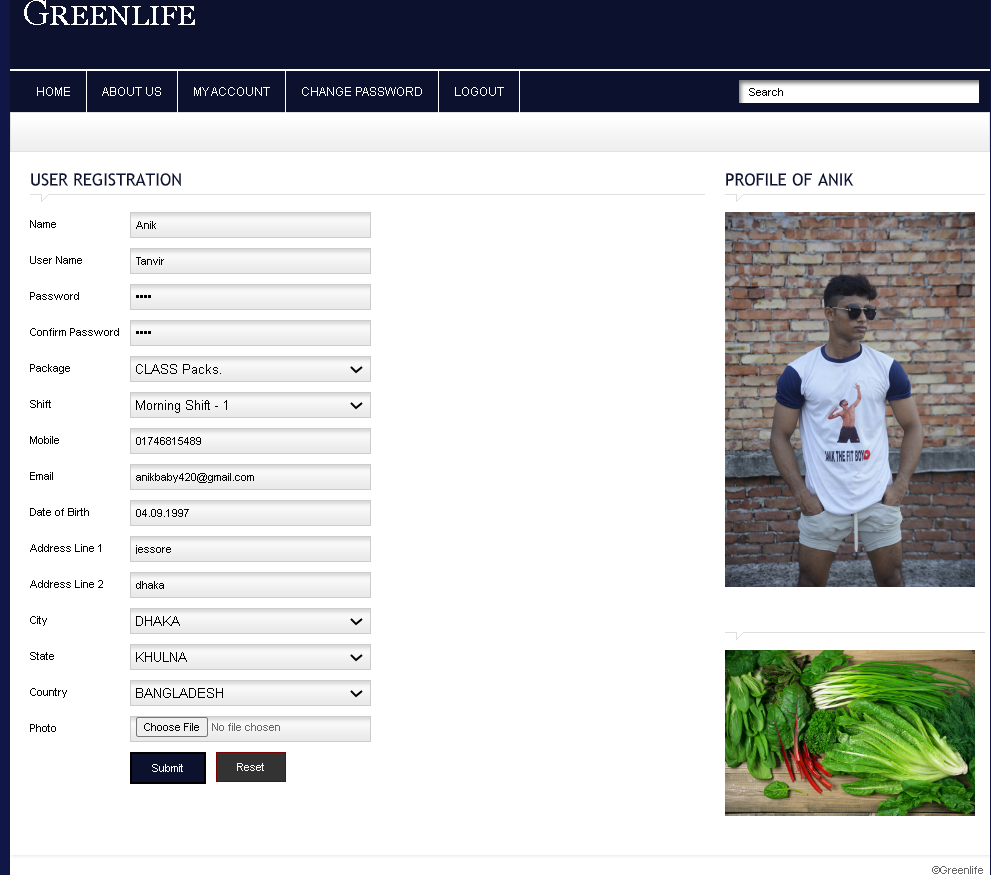 GREENLIFE
HOME ABOUT US MY ACCOUNT CHANGE PASSWORD LOGOUT Search
USER REGISTRATION
Name Anik
User Name Tanvir
Password ••••
Confirm Password ••••
Package CLASS Packs.
Shift Morning Shift - 1
Mobile 01746815489
Email anikbaby420@gmail.com
Date of Birth 04.09.1997
Address Line 1 jessore
Address Line 2 dhaka
City DHAKA
State KHULNA
Country BANGLADESH
Photo Choose File No file chosen
Submit Reset
PROFILE OF ANIK
ANIK THE FIT BOY
©Greenlife